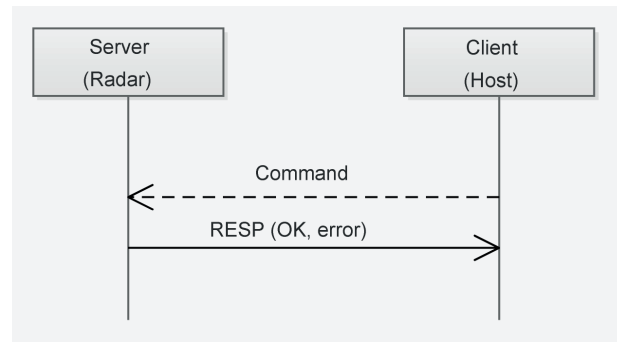 Server
(Radar)
Client
(Host)
Command
RESP (OK, error)